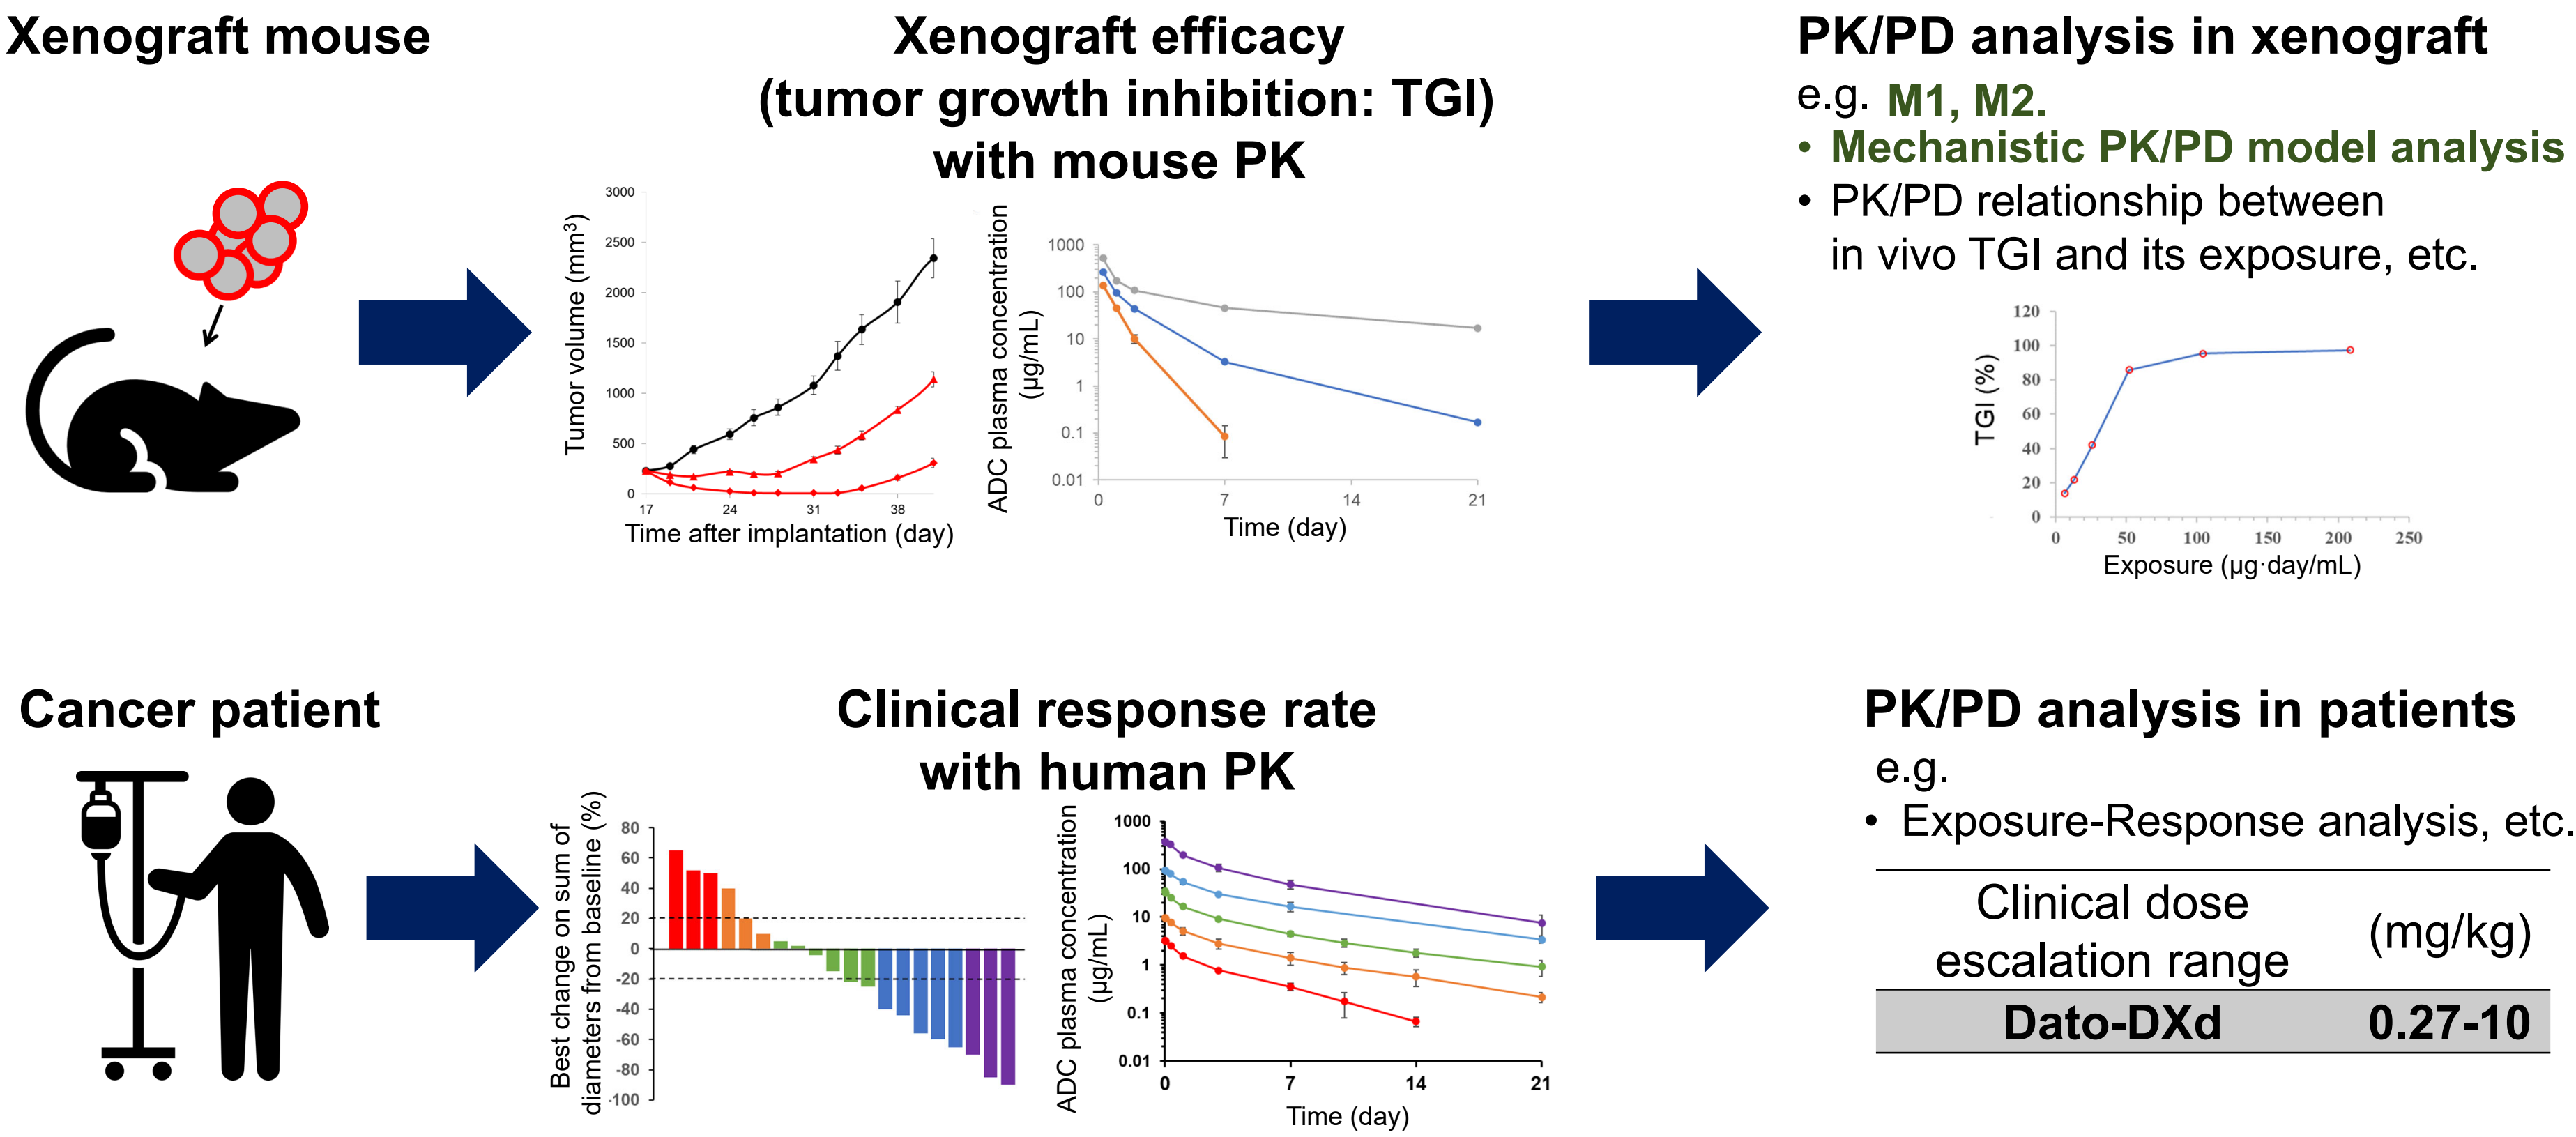 Xenograft mouse
Xenograft efficacy
(tumor growth inhibition: TGI)
with mouse PK
Tumor volume (mm³)
3000
2500
2000
1500
1000
500
0
17
24
31
38
Time after implantation (day)
ADC plasma concentration
(µg/mL)
1000
100
10
1
0.1
0.01
0
7
14
21
Time (day)
PK/PD analysis in xenograft
e.g. M1, M2.
• Mechanistic PK/PD model analysis
• PK/PD relationship between
in vivo TGI and its exposure, etc.
TGI (%)
120
100
80
60
40
20
0
0
50
100
150
200
250
Exposure (µg·day/mL)
Cancer patient
Clinical response rate
with human PK
Best change on sum of
diameters from baseline (%)
80
60
40
20
0
-20
-40
-60
-80
-100
ADC plasma concentration
(µg/mL)
1000
100
10
1
0.1
0.01
0
7
14
21
Time (day)
PK/PD analysis in patients
e.g.
• Exposure-Response analysis, etc.
Clinical dose
escalation range
(mg/kg)
Dato-DXd 0.27-10